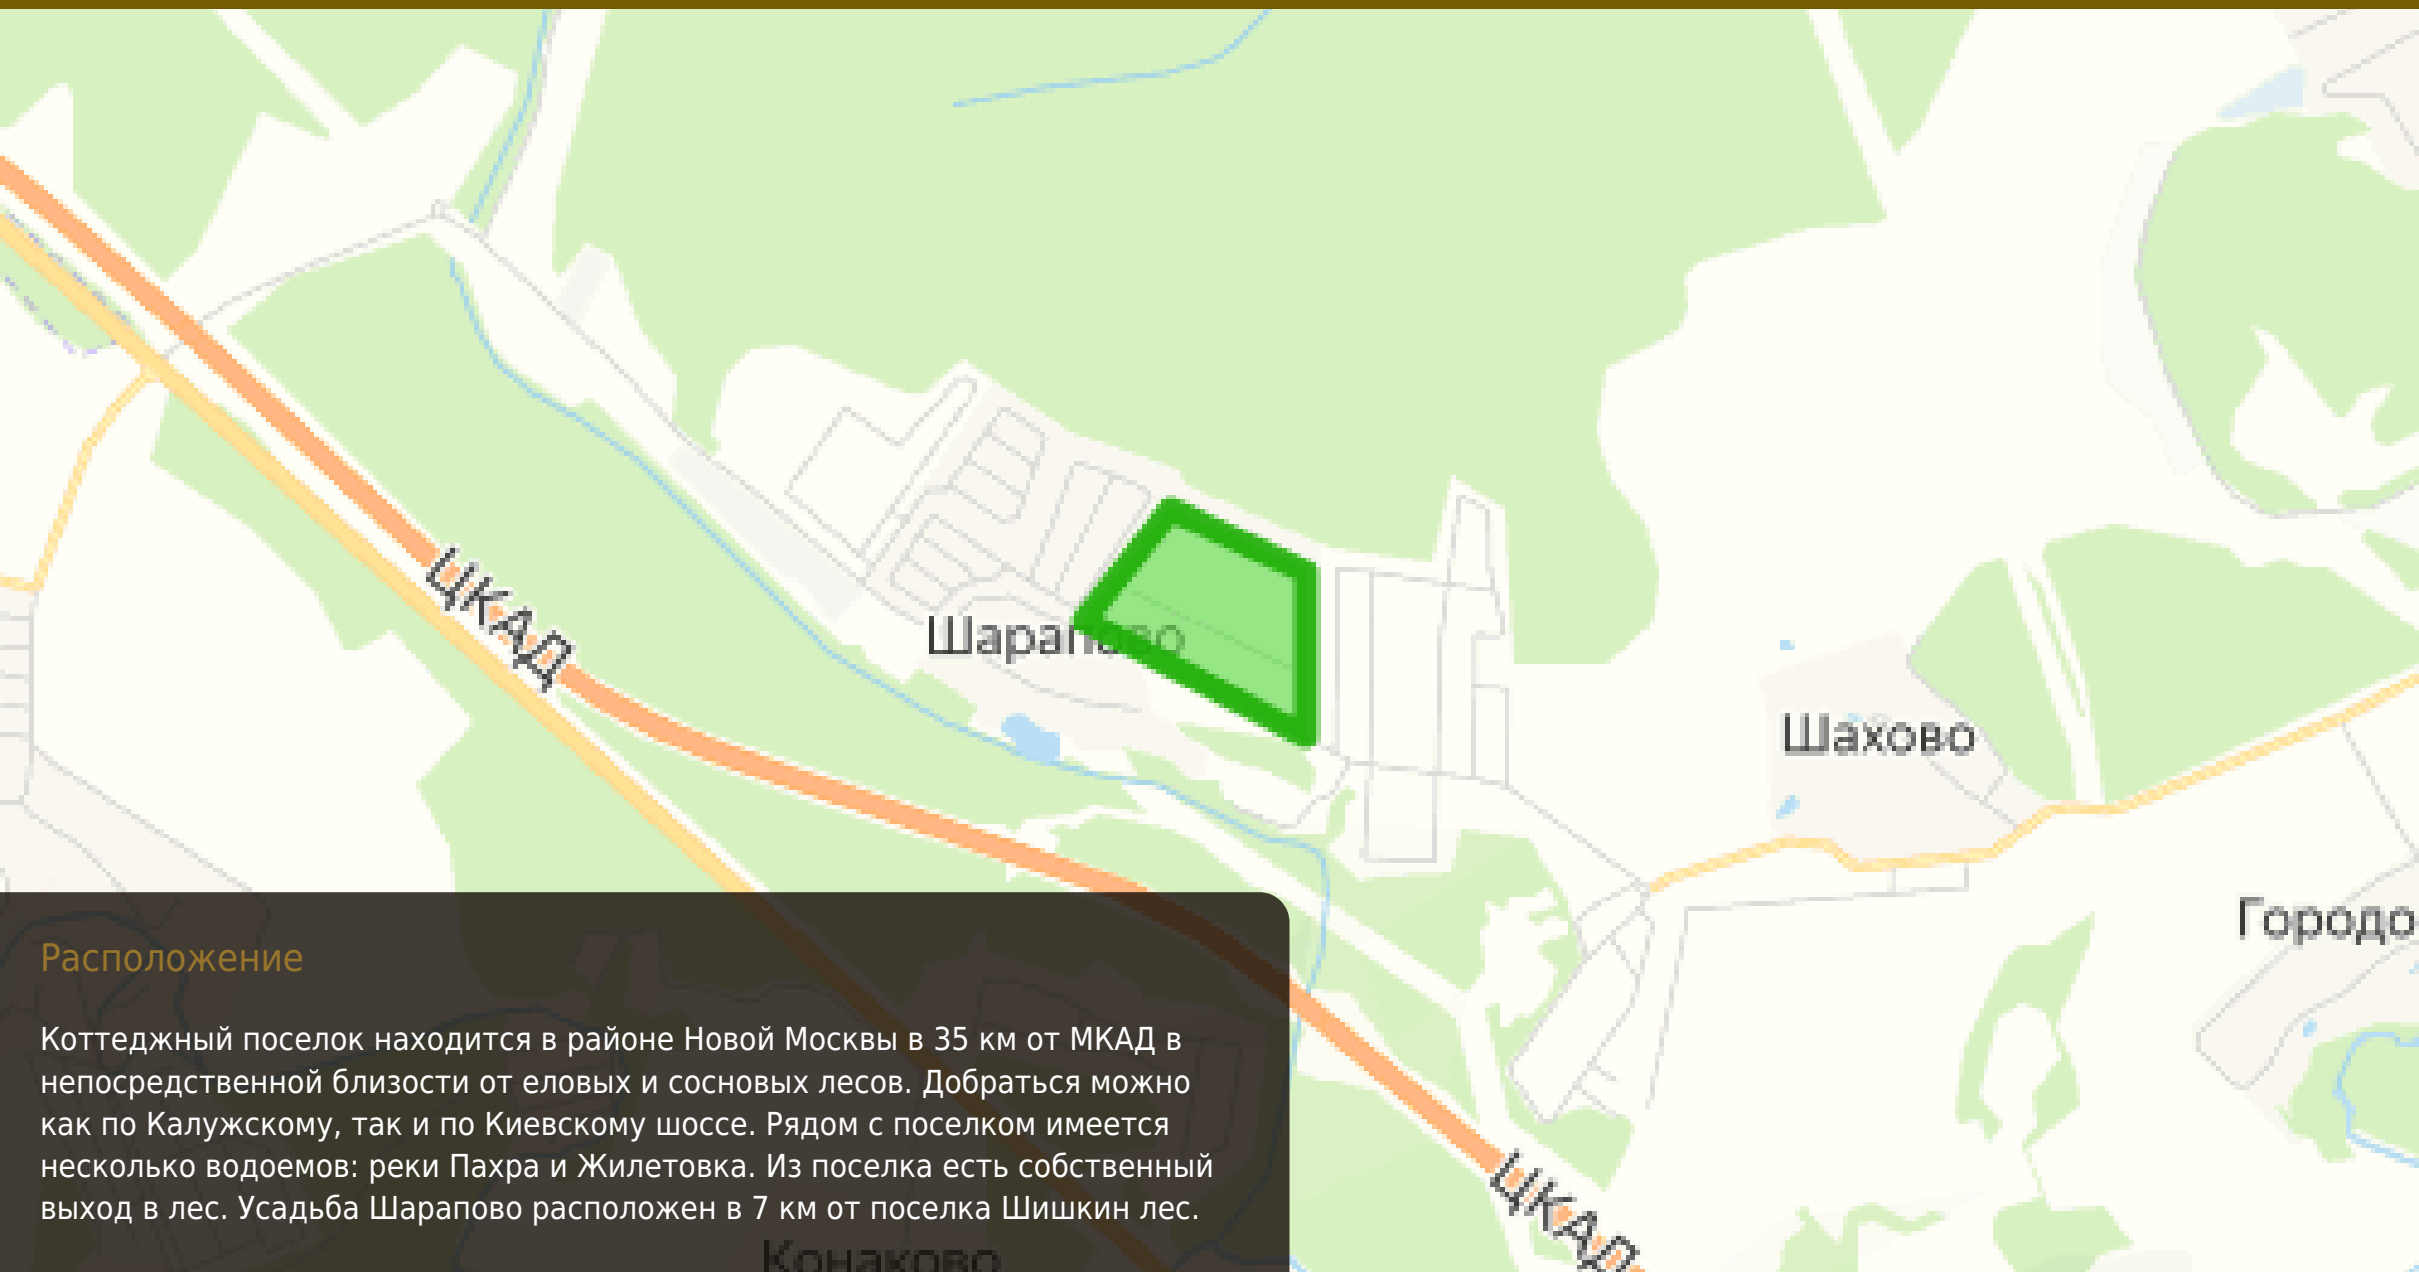 ЦКАД
Шарапово
Шахово
Городо
Расположение
Коттеджный поселок находится в районе Новой Москвы в 35 км от МКАД в
непосредственной близости от еловых и сосновых лесов. Добраться можно
как по Калужскому, так и по Киевскому шоссе. Рядом с поселком имеется
несколько водоемов: реки Пахра и Жилетовка. Из поселка есть собственный
выход в лес. Усадьба Шарапово расположен в 7 км от поселка Шишкин лес.
ЦКАД
Конаково